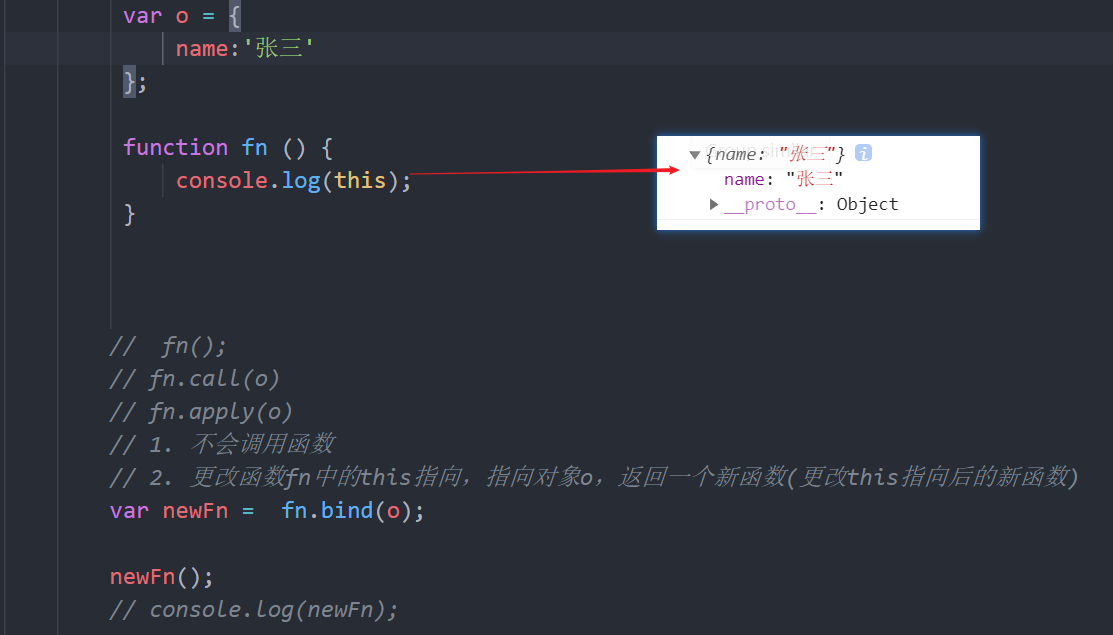 var o = {
name:'张三'
};
function fn () {
console.log(this);
}
{name: "张三"} i
name: "张三"
__proto__: Object
// fn();
// fn.call(o)
// fn.apply(o)
// 1. 不会调用函数
// 2. 更改函数fn中的this指向，指向对象o，返回一个新函数(更改this指向后的新函数)
var newFn = fn.bind(o);
newFn();
// console.log(newFn);